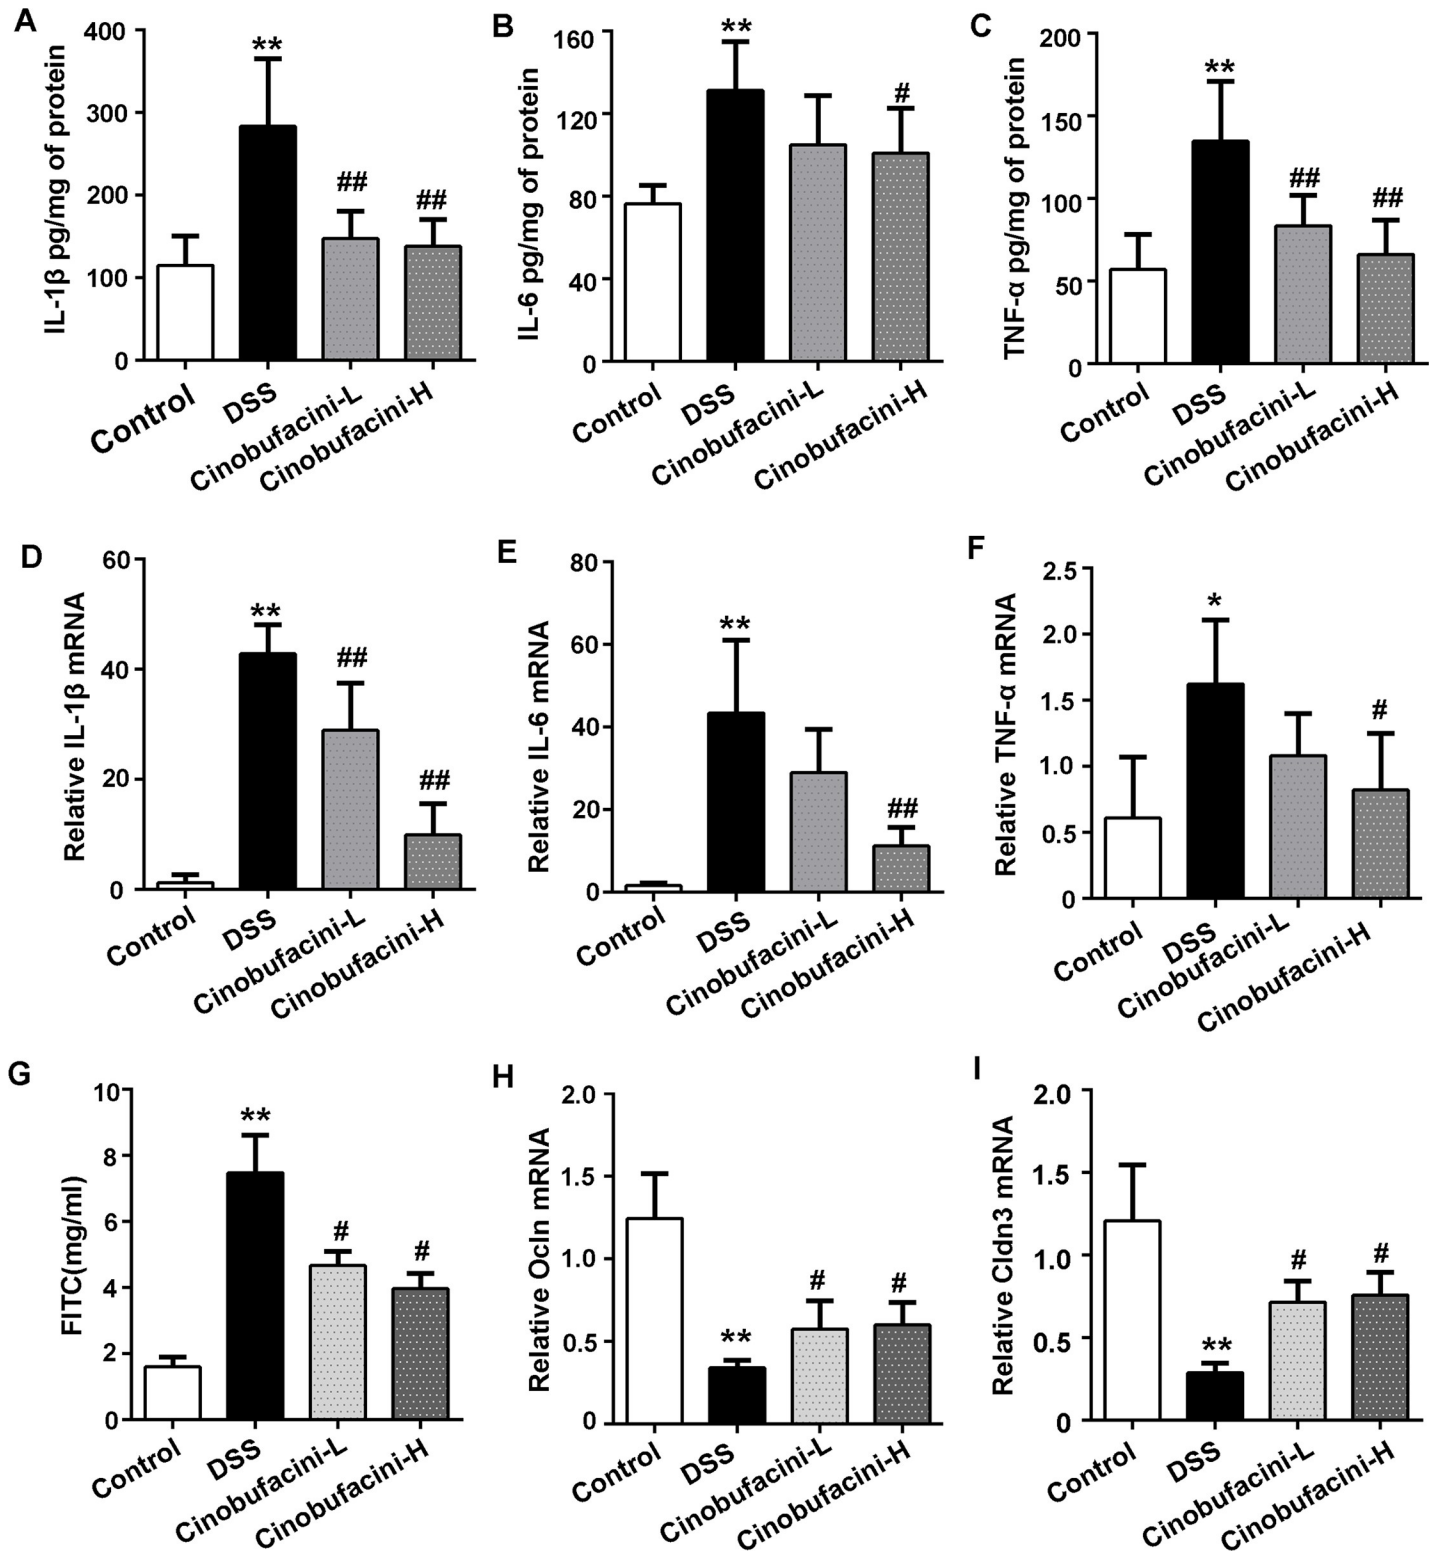 A
IL-1β pg/mg of protein
400
300
200
100
0
**
##
##
Control
DSS
Cinobufacini-L
Cinobufacini-H
B
IL-6 pg/mg of protein
160
120
80
40
0
**
#
Control
DSS
Cinobufacini-L
Cinobufacini-H
C
TNF-α pg/mg of protein
200
150
100
50
0
**
##
##
Control
DSS
Cinobufacini-L
Cinobufacini-H
D
Relative IL-1β mRNA
60
40
20
0
**
##
##
Control
DSS
Cinobufacini-L
Cinobufacini-H
E
Relative IL-6 mRNA
80
60
40
20
0
**
##
Control
DSS
Cinobufacini-L
Cinobufacini-H
F
Relative TNF-α mRNA
2.5
2.0
1.5
1.0
0.5
0
*
#
Control
DSS
Cinobufacini-L
Cinobufacini-H
G
FITC(mg/ml)
10
8
6
4
2
0
**
#
#
Control
DSS
Cinobufacini-L
Cinobufacini-H
H
Relative Ocln mRNA
2.0
1.5
1.0
0.5
0
**
#
#
Control
DSS
Cinobufacini-L
Cinobufacini-H
I
Relative Cldn3 mRNA
2.0
1.5
1.0
0.5
0
**
#
#
Control
DSS
Cinobufacini-L
Cinobufacini-H